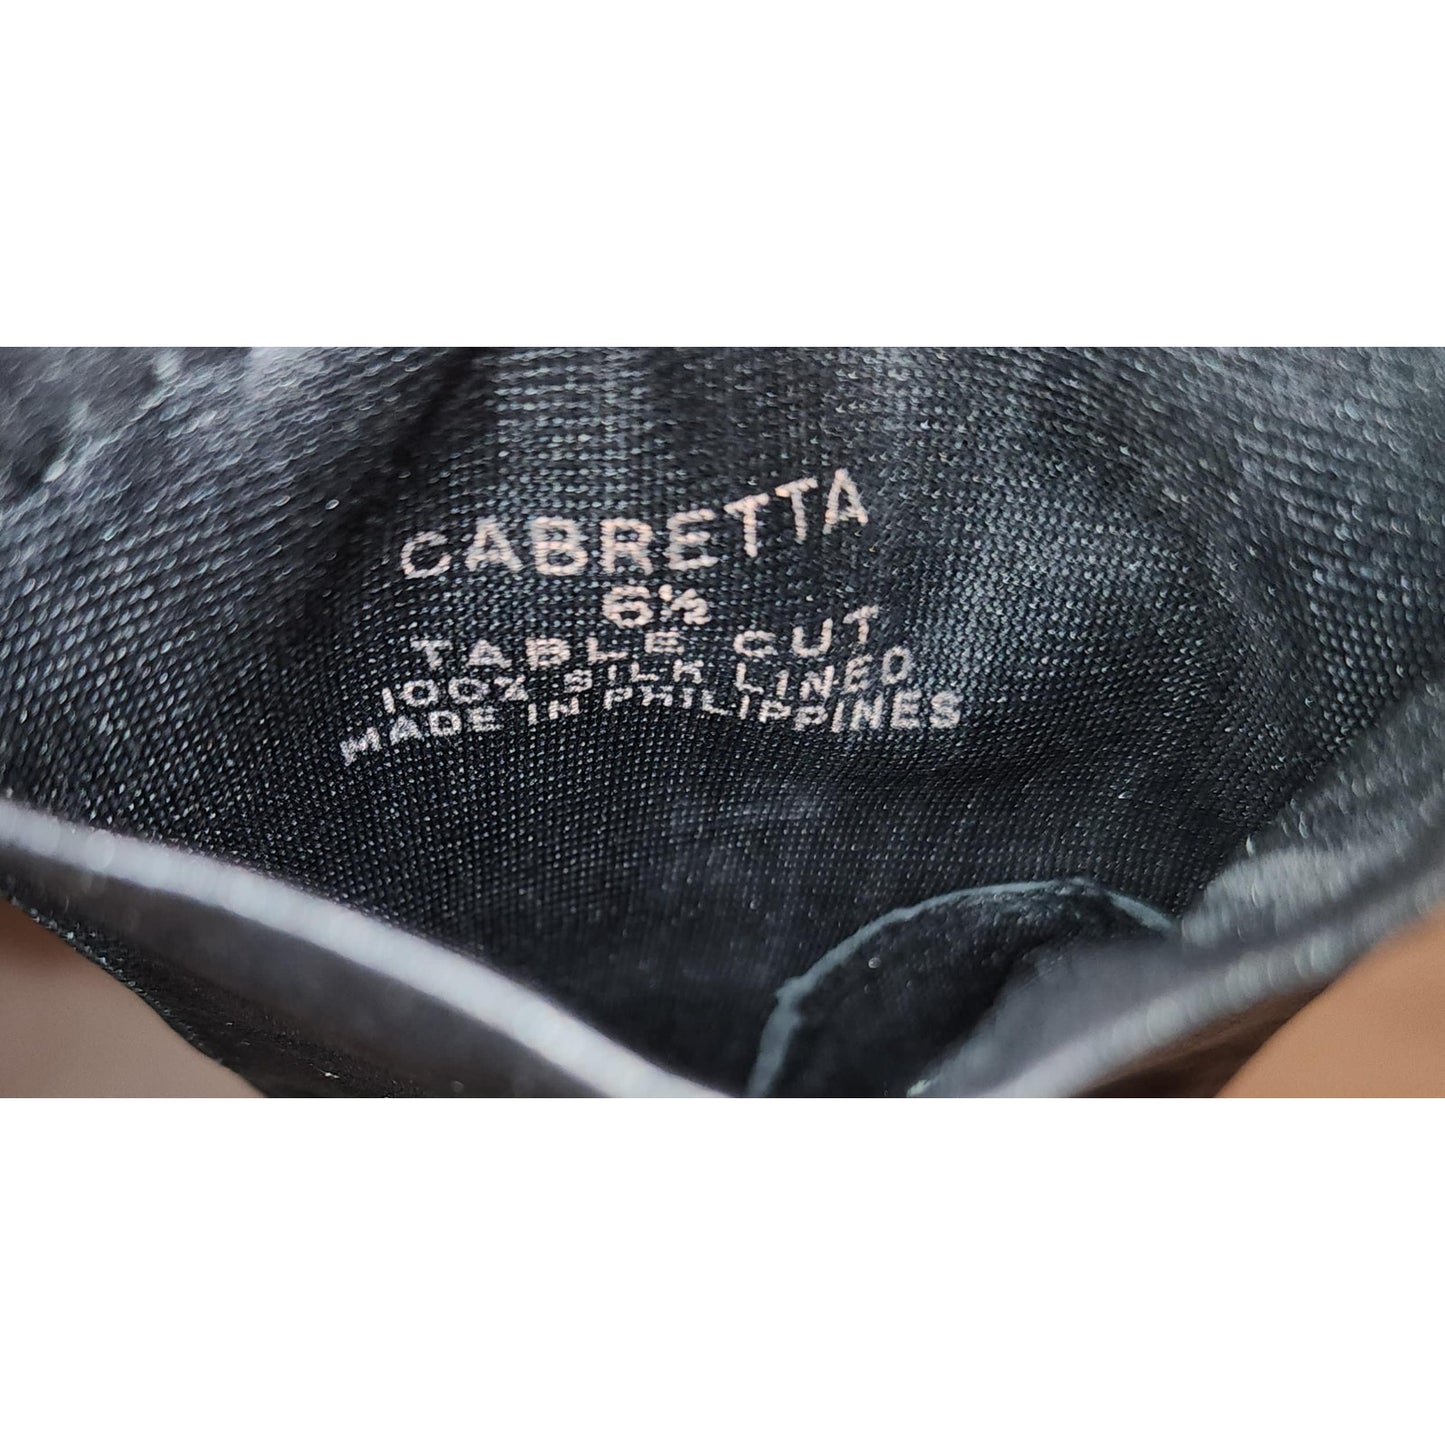 CABRETTA
6½
TABLE CUT
100% SILK LINED
MADE IN PHILIPPINES